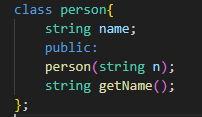 class person{
    string name;
    public:
    person(string n);
    string getName();
};